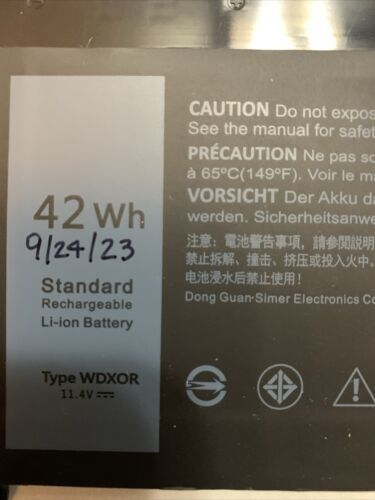 42 Wh
9/24/23
Standard
Rechargeable
Li-ion Battery
Type WDXOR
11.4V
CAUTION Do not expos
See the manual for safet
PRÉCAUTION Ne pas so
à 65ºC(149ºF). Voir le m
VORSICHT Der Akku da
werden. Sicherheitsanwe
注意：電池警告事項，請參閱説明
禁止拆解、撞击、挤压或投入火中。
电池浸水后禁止使用！
Dong Guan·Simer Electronics Co